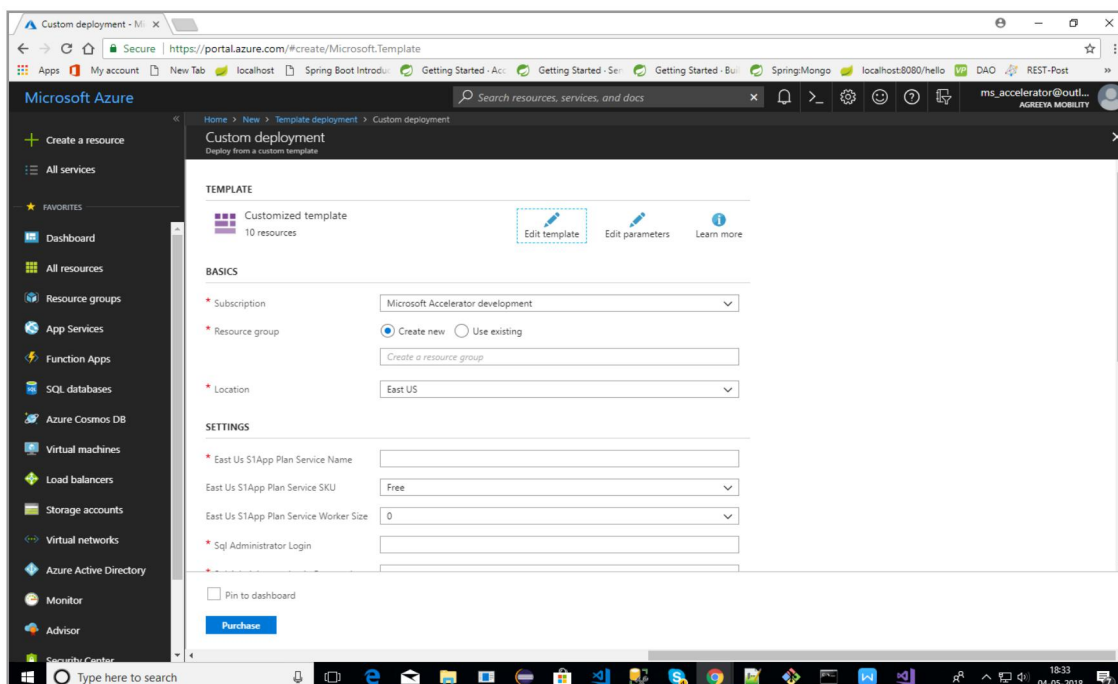 Custom deployment - Mi
Secure | https://portal.azure.com/#create/Microsoft.Template
Apps My account New Tab localhost Spring Boot Introdu Getting Started · Acc Getting Started · Ser Getting Started · Bui Spring:Mongo localhost:8080/hello VP DAO REST-Post »
Microsoft Azure
Search resources, services, and docs
ms_accelerator@outl...
AGREEYA MOBILITY
Home > New > Template deployment > Custom deployment
Custom deployment
Deploy from a custom template
Create a resource
All services
FAVORITES
Dashboard
All resources
Resource groups
App Services
Function Apps
SQL databases
Azure Cosmos DB
Virtual machines
Load balancers
Storage accounts
Virtual networks
Azure Active Directory
Monitor
Advisor
Security Center
TEMPLATE
Customized template
10 resources
Edit template
Edit parameters
Learn more
BASICS
* Subscription
Microsoft Accelerator development
* Resource group
Create new Use existing
Create a resource group
* Location
East US
SETTINGS
* East Us S1App Plan Service Name
East Us S1App Plan Service SKU
Free
East Us S1App Plan Service Worker Size
0
* Sql Administrator Login
Pin to dashboard
Purchase
Type here to search
18:33
04-05-2018